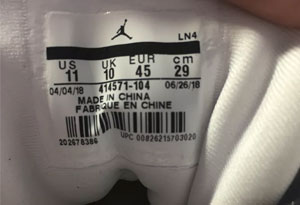 LN4
US UK EUR cm
11 10 45 29
04/04/18 414571-104 06/26/18
MADE IN CHINA
FABRIQUE EN CHINE
202678386
UPC 00826215703020